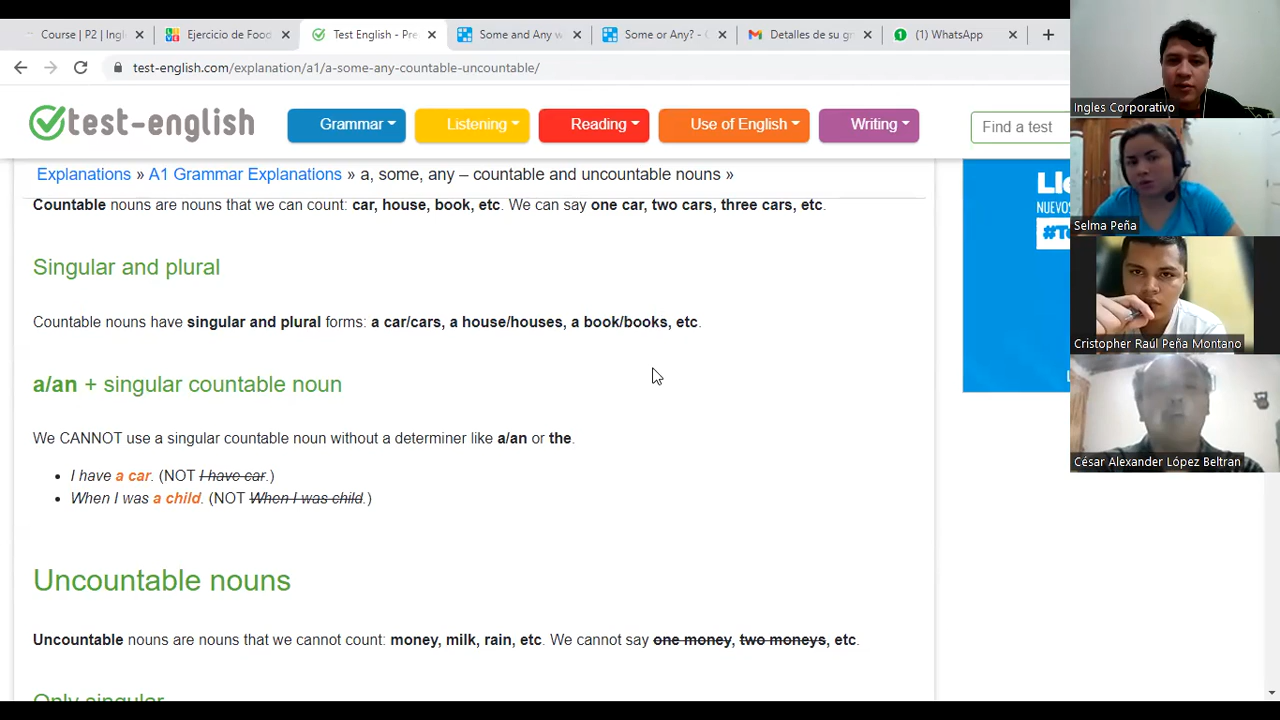 Course | P2 | Ingl
Ejercicio de Food
Test English - Pre
Some and Any w
Some or Any? -
Detalles de su gr
(1) WhatsApp
test-english.com/explanation/a1/a-some-any-countable-uncountable/
test-english
Grammar
Listening
Reading
Use of English
Writing
Find a test
Explanations » A1 Grammar Explanations » a, some, any – countable and uncountable nouns »
Countable nouns are nouns that we can count: car, house, book, etc. We can say one car, two cars, three cars, etc.
Singular and plural
Countable nouns have singular and plural forms: a car/cars, a house/houses, a book/books, etc.
a/an + singular countable noun
We CANNOT use a singular countable noun without a determiner like a/an or the.
• I have a car. (NOT I have car.)
• When I was a child. (NOT When I was child.)
Uncountable nouns
Uncountable nouns are nouns that we cannot count: money, milk, rain, etc. We cannot say one money, two moneys, etc.
Only singular
NUEVOS
Ingles Corporativo
Selma Peña
Cristopher Raúl Peña Montano
César Alexander López Beltran